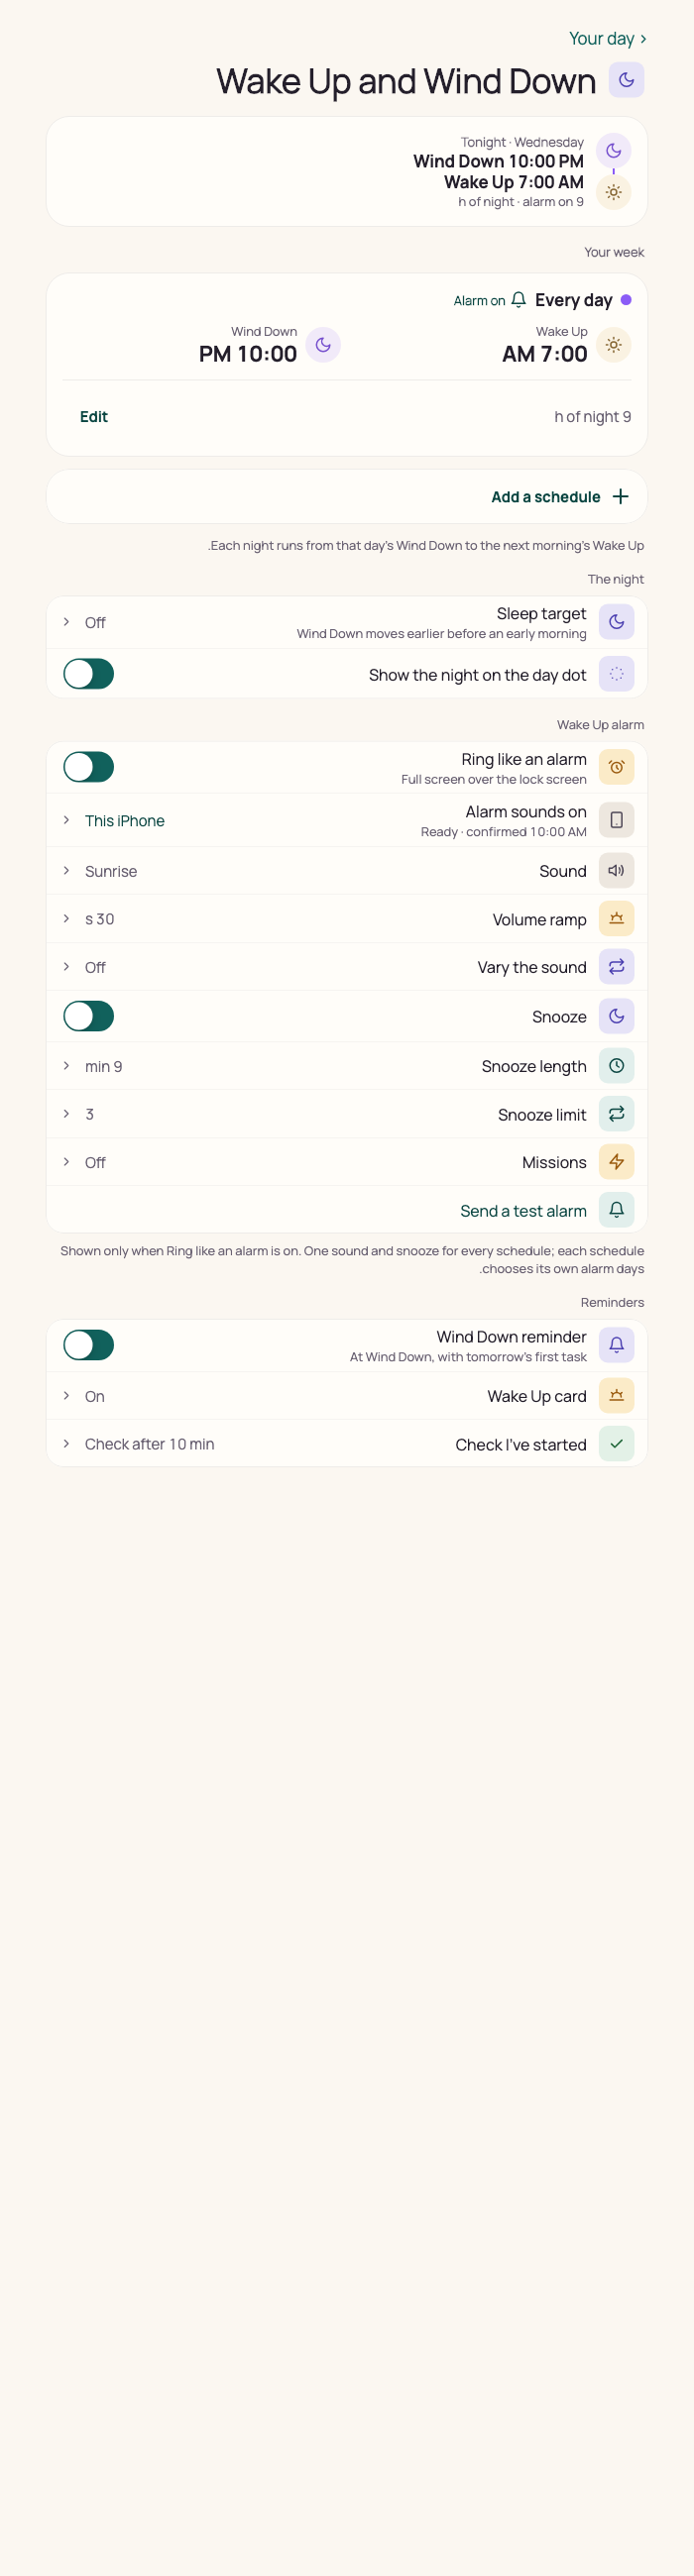 Your day
Wake Up and Wind Down
Tonight · Wednesday
Wind Down 10:00 PM
Wake Up 7:00 AM
h of night · alarm on 9
Your week
Every day
Alarm on
Wake Up
AM 7:00
Wind Down
PM 10:00
h of night 9
Edit
Add a schedule
.Each night runs from that day's Wind Down to the next morning's Wake Up
The night
Sleep target
Wind Down moves earlier before an early morning
Off
Show the night on the day dot
Wake Up alarm
Ring like an alarm
Full screen over the lock screen
Alarm sounds on
Ready · confirmed 10:00 AM
This iPhone
Sound
Sunrise
Volume ramp
s 30
Vary the sound
Off
Snooze
Snooze length
min 9
Snooze limit
3
Missions
Off
Send a test alarm
Shown only when Ring like an alarm is on. One sound and snooze for every schedule; each schedule
.chooses its own alarm days
Reminders
Wind Down reminder
At Wind Down, with tomorrow's first task
Wake Up card
On
Check I've started
Check after 10 min